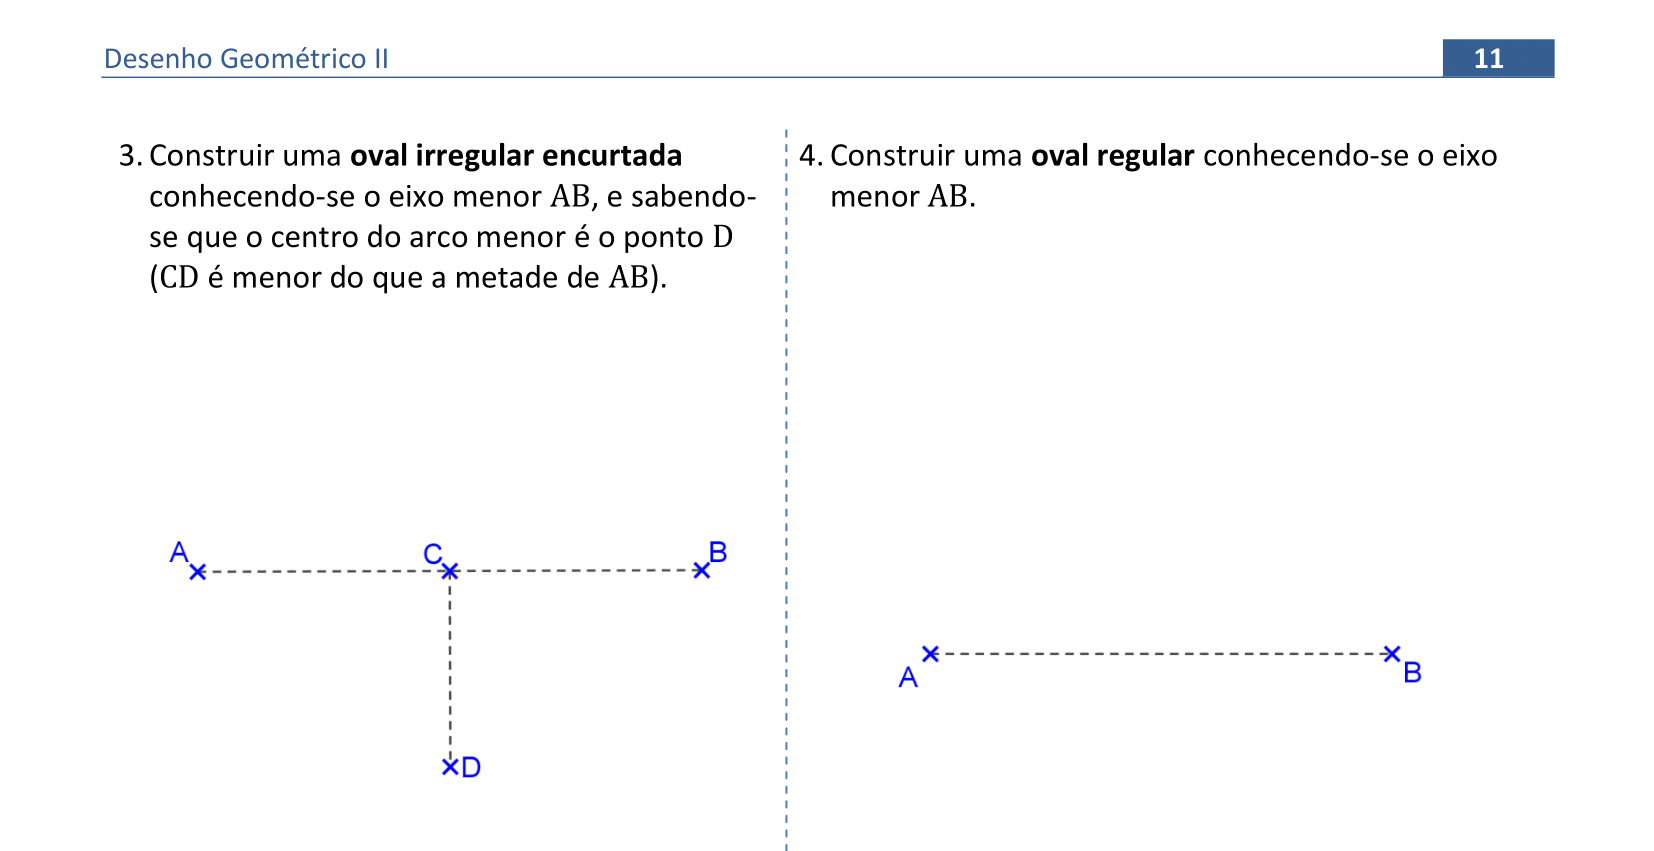 Desenho Geométrico II
11
3. Construir uma oval irregular encurtada
conhecendo-se o eixo menor AB, e sabendo-
se que o centro do arco menor é o ponto D
(CD é menor do que a metade de AB).
A
C
B
D
4. Construir uma oval regular conhecendo-se o eixo
menor AB.
A
B